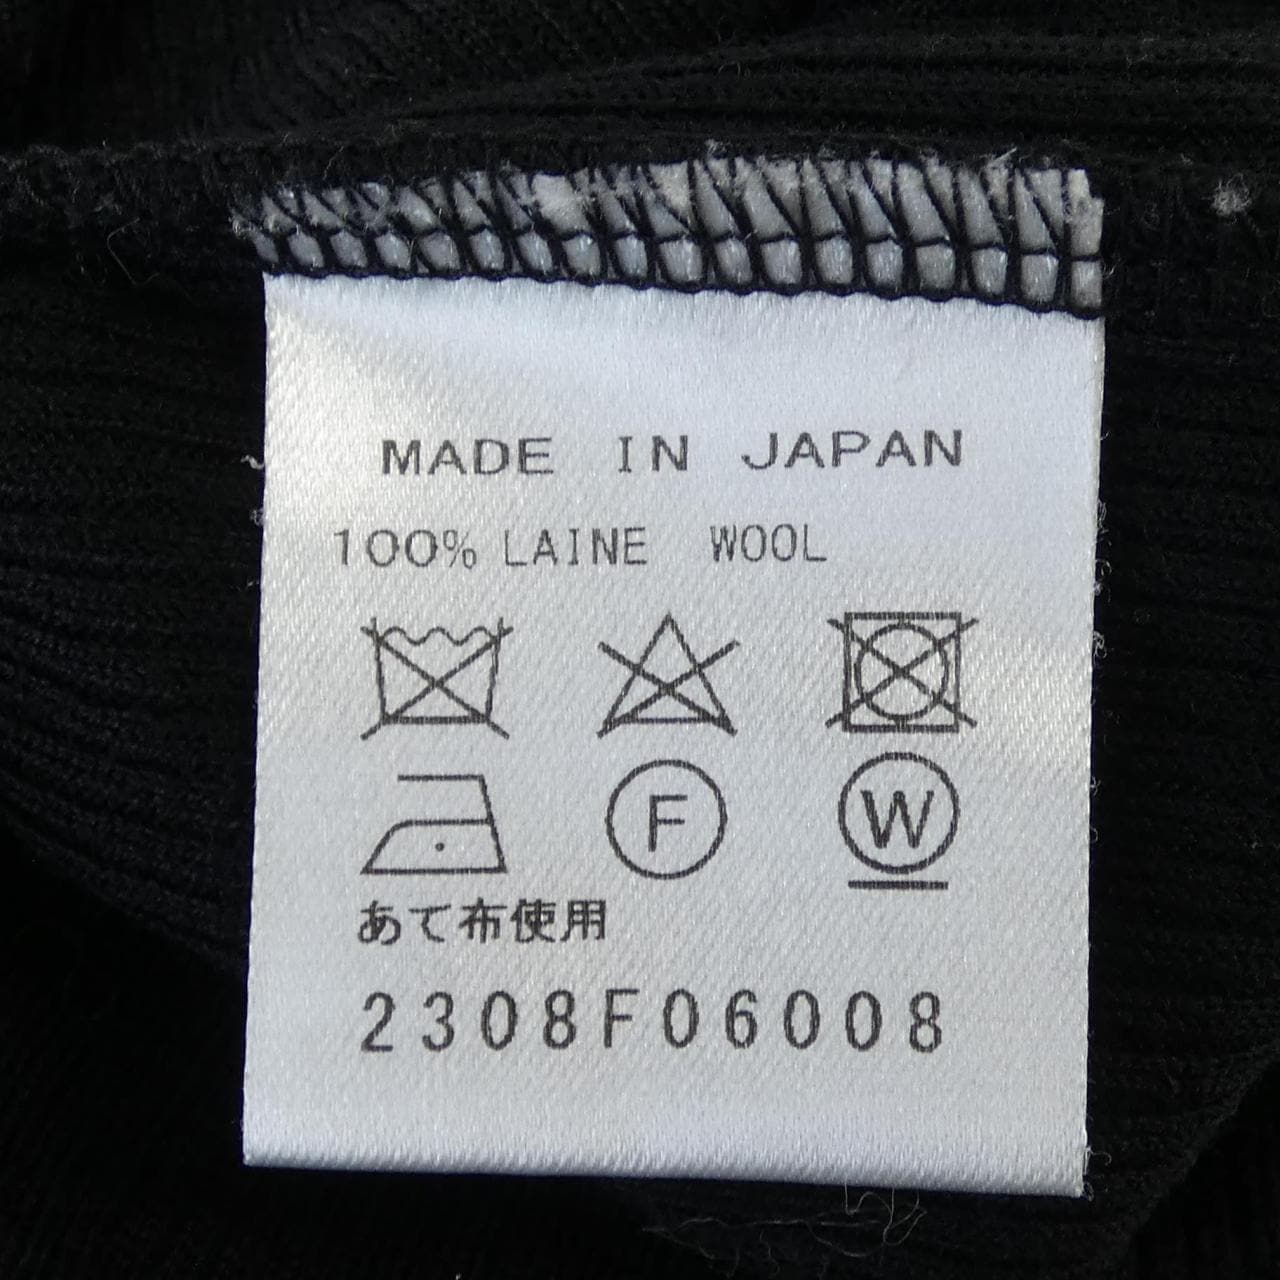 MADE IN JAPAN
100% LAINE WOOL
F W
あて布使用
2308F06008